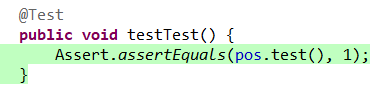 @Test
public void testTest() {
    Assert.assertEquals(pos.test(), 1);
}